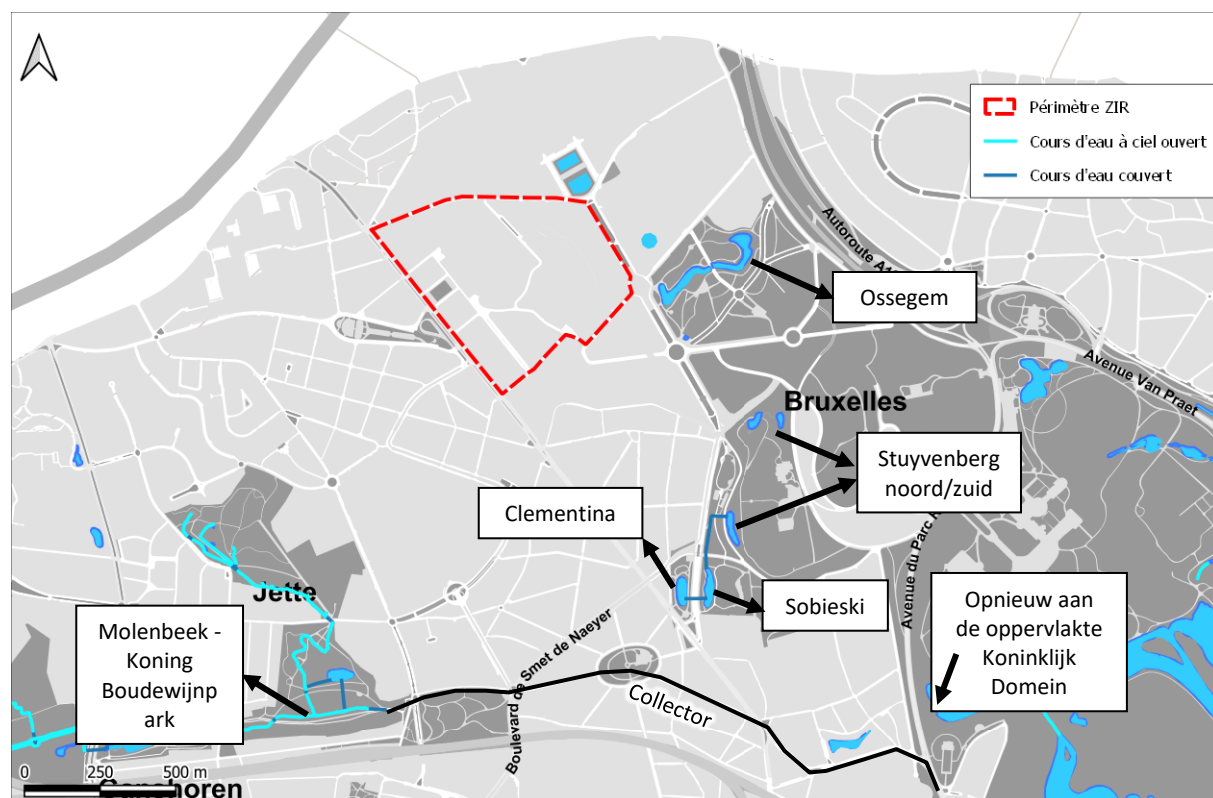 Périmètre ZIR
Cours d'eau à ciel ouvert
Cours d'eau couvert
Autoroute A1
Ossegem
Avenue Van Praet
Bruxelles
Stuyvenberg
noord/zuid
Clementina
Sobieski
Avenue du Parc R
Jette
Molenbeek -
Koning
Boudewijnp
ark
Opnieuw aan
de oppervlakte
Koninklijk
Domein
Boulevard de Smet de Naeyer
Collector
0 250 500 m
Ganshoren